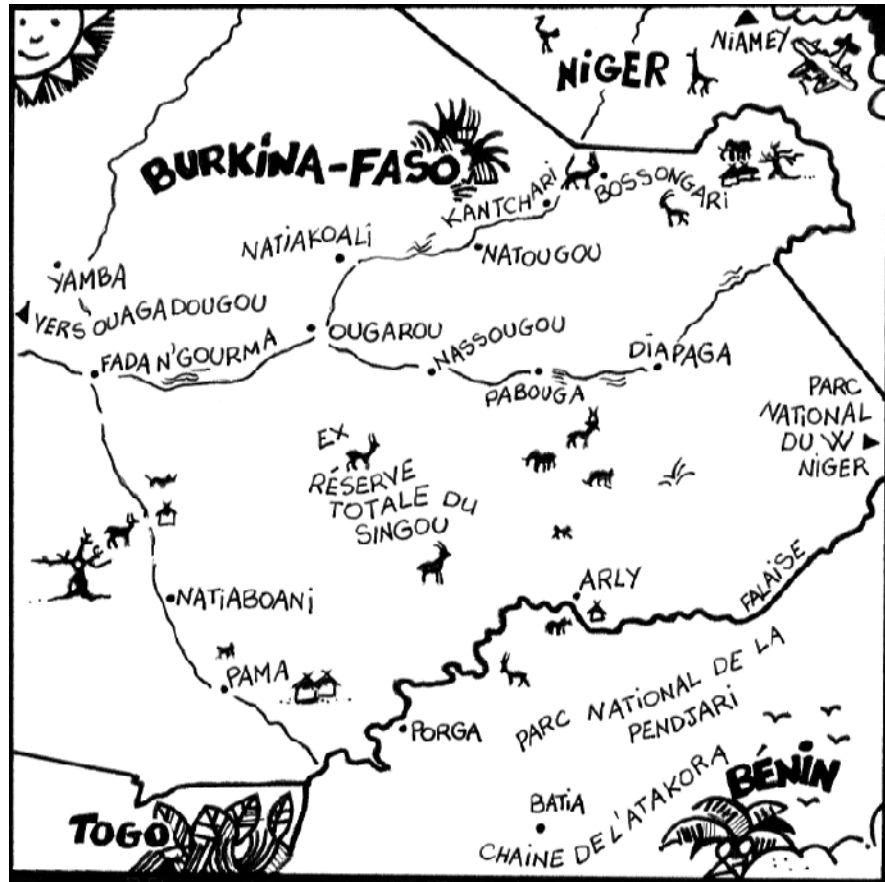 NIAMEY
NIGER
BURKINA-FASO
KANTCHARI
BOSSONGARI
NATIAKOALI
NATOUGOU
YAMBA
VERS OUAGADOUGOU
OUGAROU
FADA N'GOURMA
NASSOUGOU
DIAPAGA
PABOUGA
PARC
NATIONAL
DU W
NIGER
EX
RÉSERVE
TOTALE DU
SINGOU
ARLY
FALAISE
NATIABOANI
PAMA
PORGA
PARC NATIONAL DE LA
PENDJARI
BÉNIN
BATIA
CHAINE DE L'ATAKORA
TOGO